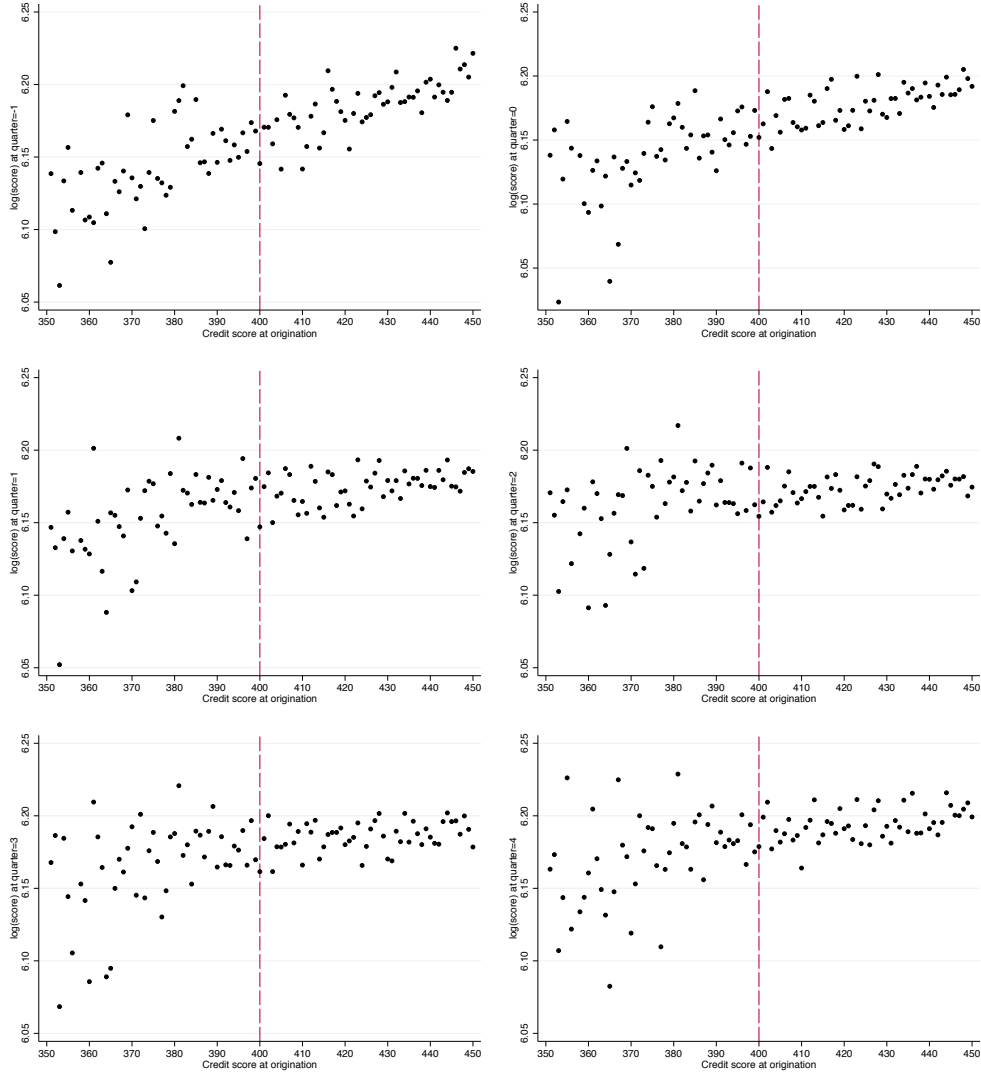 log(score) at quarter=-1
6.25
6.20
6.15
6.10
6.05
350 360 370 380 390 400 410 420 430 440 450
Credit score at origination
log(score) at quarter=0
6.25
6.20
6.15
6.10
6.05
350 360 370 380 390 400 410 420 430 440 450
Credit score at origination
log(score) at quarter=1
6.25
6.20
6.15
6.10
6.05
350 360 370 380 390 400 410 420 430 440 450
Credit score at origination
log(score) at quarter=2
6.25
6.20
6.15
6.10
6.05
350 360 370 380 390 400 410 420 430 440 450
Credit score at origination
log(score) at quarter=3
6.25
6.20
6.15
6.10
6.05
350 360 370 380 390 400 410 420 430 440 450
Credit score at origination
log(score) at quarter=4
6.25
6.20
6.15
6.10
6.05
350 360 370 380 390 400 410 420 430 440 450
Credit score at origination